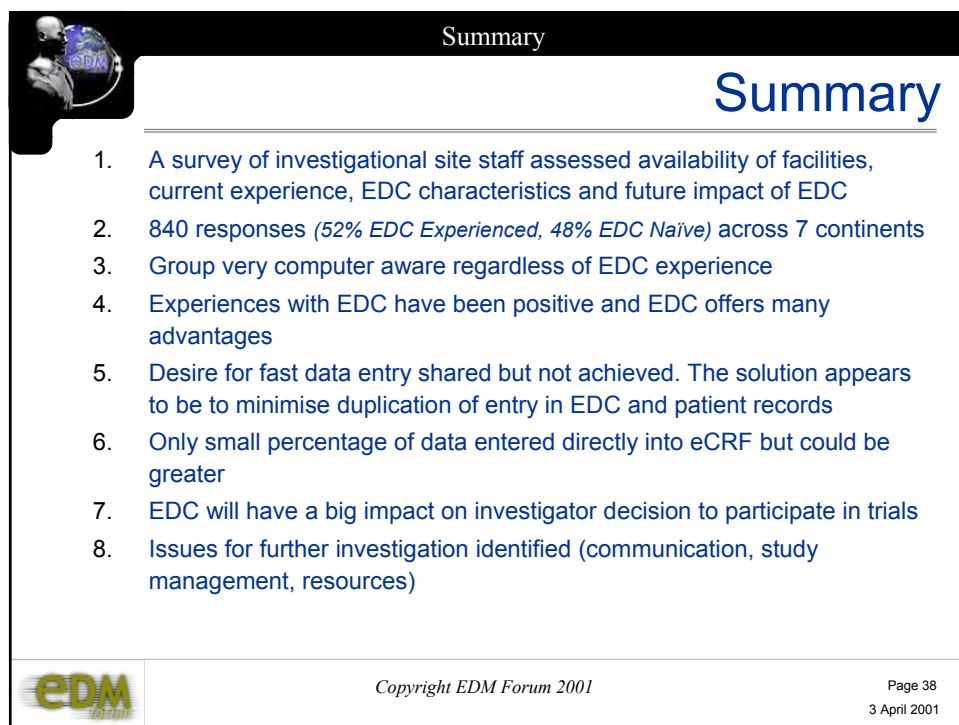 Summary
eDM
Summary
1. A survey of investigational site staff assessed availability of facilities,
current experience, EDC characteristics and future impact of EDC
2. 840 responses (52% EDC Experienced, 48% EDC Naïve) across 7 continents
3. Group very computer aware regardless of EDC experience
4. Experiences with EDC have been positive and EDC offers many
advantages
5. Desire for fast data entry shared but not achieved. The solution appears
to be to minimise duplication of entry in EDC and patient records
6. Only small percentage of data entered directly into eCRF but could be
greater
7. EDC will have a big impact on investigator decision to participate in trials
8. Issues for further investigation identified (communication, study
management, resources)
eDM
forum
Copyright EDM Forum 2001
Page 38
3 April 2001